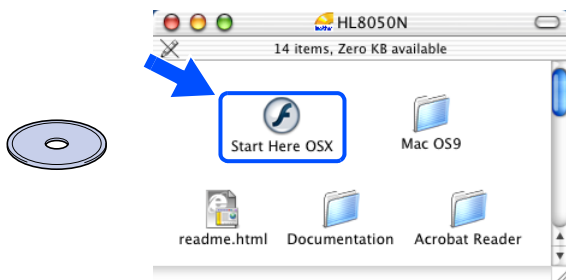 HL8050N
14 items, Zero KB available
Start Here OSX
Mac OS9
readme.html
Documentation
Acrobat Reader